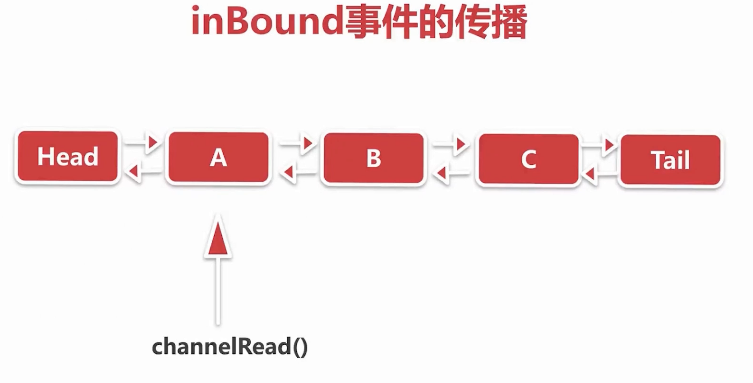 inBound事件的传播
Head
A
B
C
Tail
channelRead()